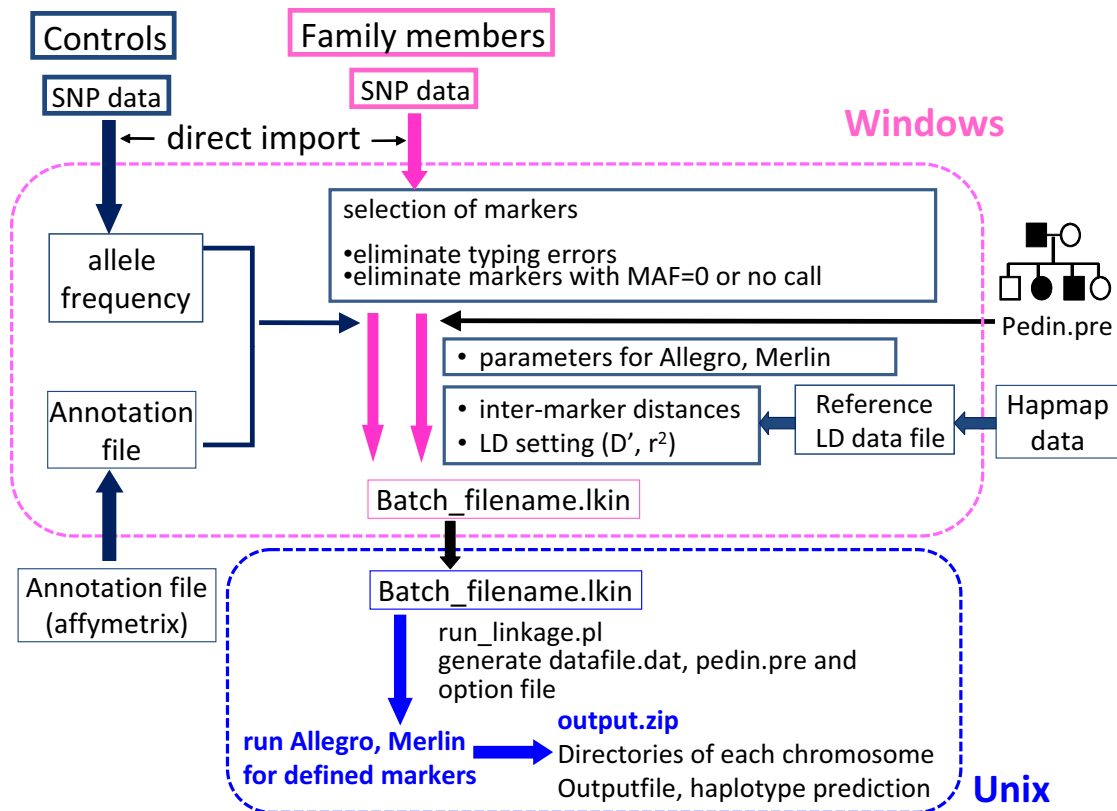 Controls
Family members
SNP data
SNP data
direct import
Windows
selection of markers
•eliminate typing errors
•eliminate markers with MAF=0 or no call
allele
frequency
Pedin.pre
• parameters for Allegro, Merlin
Annotation
file
• inter-marker distances
• LD setting (D’, r²)
Reference
LD data file
Hapmap
data
Batch_filename.lkin
Annotation file
(affymetrix)
Batch_filename.lkin
run_linkage.pl
generate datafile.dat, pedin.pre and
option file
run Allegro, Merlin
for defined markers
output.zip
Directories of each chromosome
Outputfile, haplotype prediction
Unix